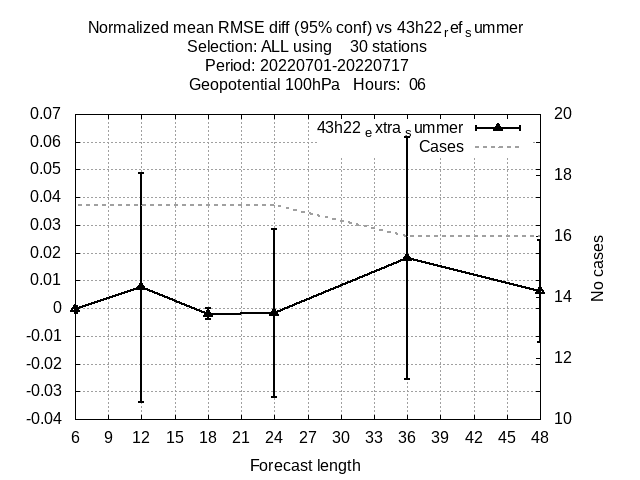 Normalized mean RMSE diff (95% conf) vs 43h22refsummer
Selection: ALL using 30 stations
Period: 20220701-20220717
Geopotential 100hPa Hours: 06
43h22extrasummer
Cases
0.07
0.06
0.05
0.04
0.03
0.02
0.01
0
-0.01
-0.02
-0.03
-0.04
20
18
16
14
12
10
No cases
6 9 12 15 18 21 24 27 30 33 36 39 42 45 48
Forecast length